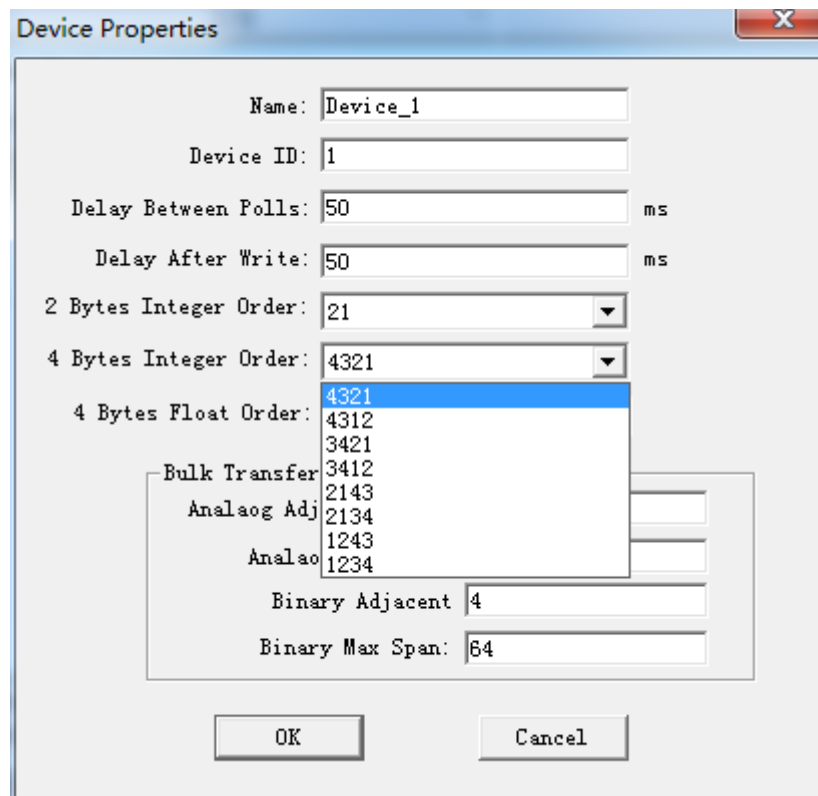 Device Properties
Name: Device_1
Device ID: 1
Delay Between Polls: 50 ms
Delay After Write: 50 ms
2 Bytes Integer Order: 21
4 Bytes Integer Order: 4321
4321
4312
3421
3412
2143
2134
1243
1234
4 Bytes Float Order:
Bulk Transfer
Analaog Adj
Analao
Binary Adjacent 4
Binary Max Span: 64
OK Cancel